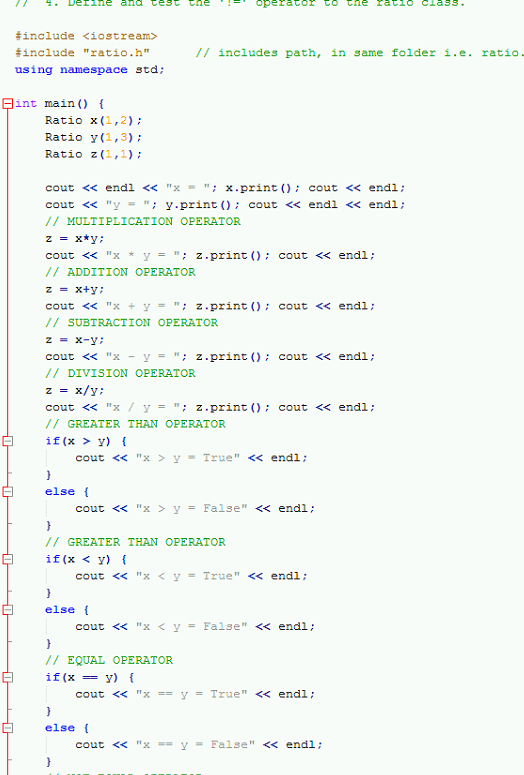 //  4. Define and test the '!=' operator to the ratio class.
#include <iostream>
#include "ratio.h"      // includes path, in same folder i.e. ratio.
using namespace std;
int main() {
    Ratio x(1,2);
    Ratio y(1,3);
    Ratio z(1,1);
    cout << endl << "x = "; x.print(); cout << endl;
    cout << "y = "; y.print(); cout << endl << endl;
    // MULTIPLICATION OPERATOR
    z = x*y;
    cout << "x * y = "; z.print(); cout << endl;
    // ADDITION OPERATOR
    z = x+y;
    cout << "x + y = "; z.print(); cout << endl;
    // SUBTRACTION OPERATOR
    z = x-y;
    cout << "x - y = "; z.print(); cout << endl;
    // DIVISION OPERATOR
    z = x/y;
    cout << "x / y = "; z.print(); cout << endl;
    // GREATER THAN OPERATOR
    if(x > y) {
        cout << "x > y = True" << endl;
    }
    else {
        cout << "x > y = False" << endl;
    }
    // GREATER THAN OPERATOR
    if(x < y) {
        cout << "x < y = True" << endl;
    }
    else {
        cout << "x < y = False" << endl;
    }
    // EQUAL OPERATOR
    if(x == y) {
        cout << "x == y = True" << endl;
    }
    else {
        cout << "x == y = False" << endl;
    }